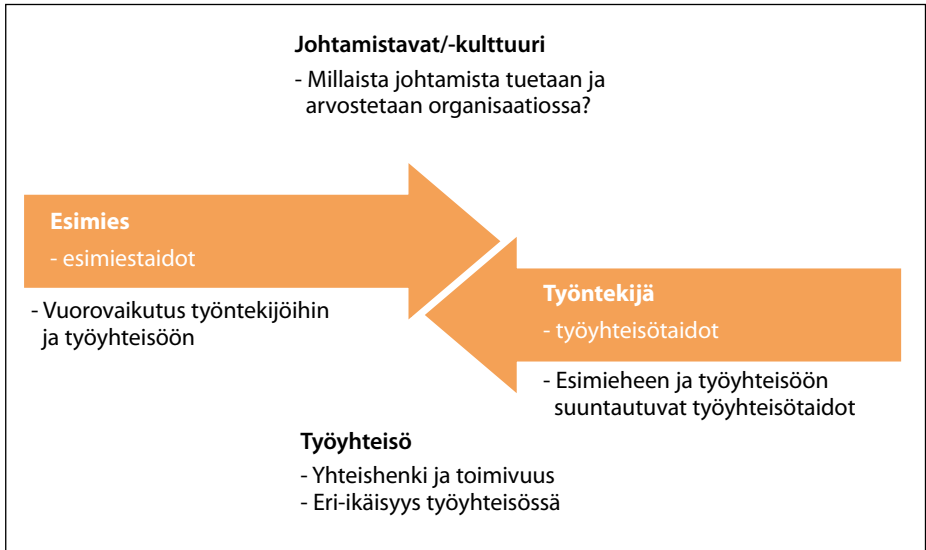 Johtamistavat/-kulttuuri
- Millaista johtamista tuetaan ja
arvostetaan organisaatiossa?
Esimies
- esimiestaidot
- Vuorovaikutus työntekijöihin
ja työyhteisöön
Työntekijä
- työyhteisötaidot
- Esimieheen ja työyhteisöön
suuntautuvat työyhteisötaidot
Työyhteisö
- Yhteishenki ja toimivuus
- Eri-ikäisyys työyhteisössä